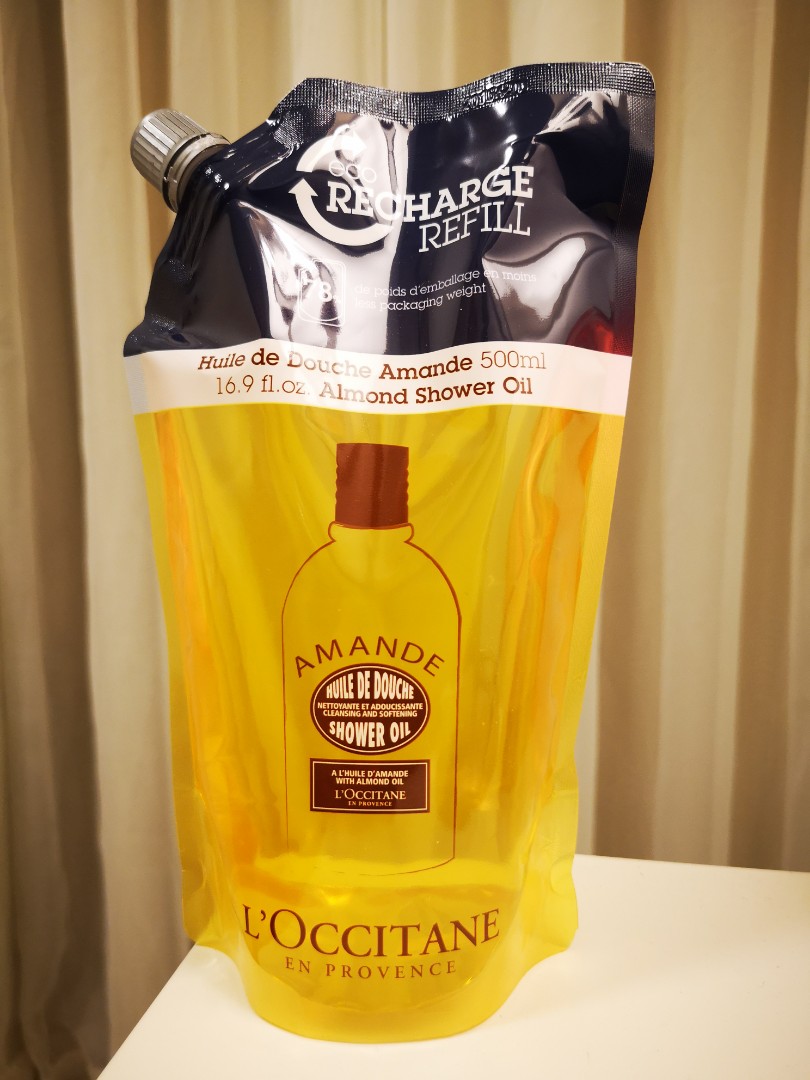 eco
RECHARGE
REFILL
78
de poids d'emballage en moins
less packaging weight
Huile de Douche Amande 500ml
16.9 fl.oz. Almond Shower Oil
AMANDE
HUILE DE DOUCHE
NETTOYANTE ET ADOUCISSANTE
CLEANSING AND SOFTENING
SHOWER OIL
A L'HUILE D'AMANDE
WITH ALMOND OIL
L'OCCITANE
EN PROVENCE
L'OCCITANE
EN PROVENCE